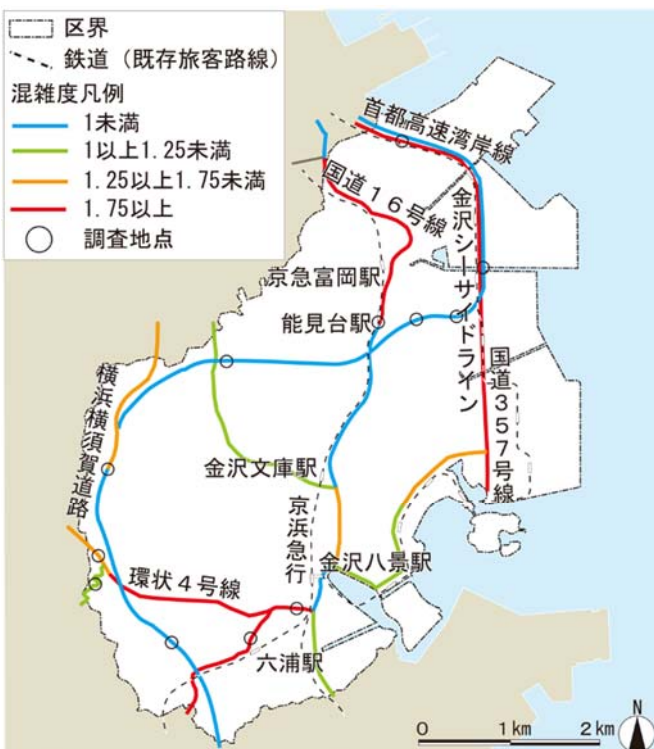 区界
鉄道（既存旅客路線）
混雑度凡例
1未満
1以上1.25未満
1.25以上1.75未満
1.75以上
調査地点
首都高速湾岸線
国道16号線
金沢シーサイドライン
京急富岡駅
能見台駅
国道357号線
横浜横須賀道路
金沢文庫駅
京浜急行
金沢八景駅
環状4号線
六浦駅
0 1km 2km
N